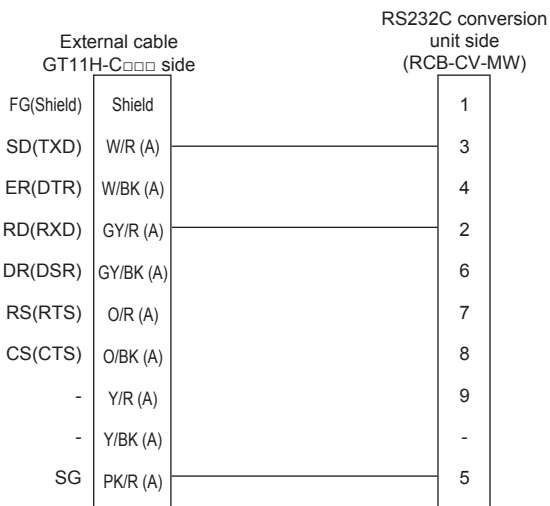 RS232C conversion
unit side
(RCB-CV-MW)
External cable
GT11H-C□□□ side
FG(Shield) Shield 1
SD(TXD) W/R (A) 3
ER(DTR) W/BK (A) 4
RD(RXD) GY/R (A) 2
DR(DSR) GY/BK (A) 6
RS(RTS) O/R (A) 7
CS(CTS) O/BK (A) 8
- Y/R (A) 9
- Y/BK (A) -
SG PK/R (A) 5